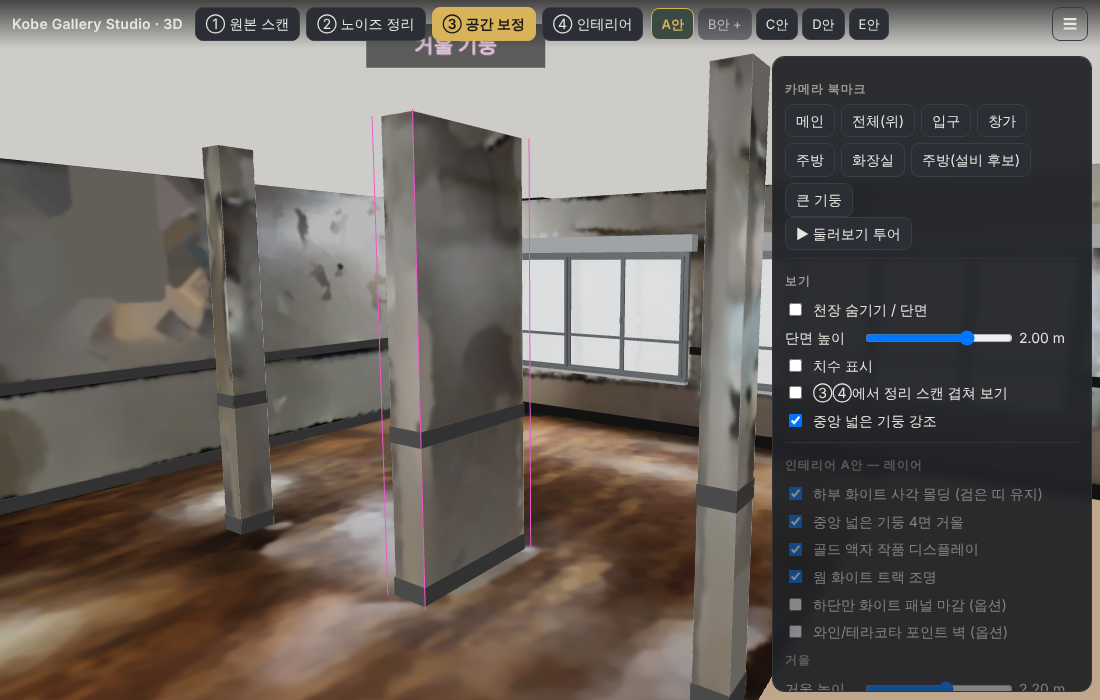 Kobe Gallery Studio · 3D
① 원본 스캔
② 노이즈 정리
③ 공간 보정
④ 인테리어
A안
B안 +
C안
D안
E안
거울 기둥
카메라 북마크
메인
전체(위)
입구
창가
주방
화장실
주방(설비 후보)
큰 기둥
▶ 둘러보기 투어
보기
천장 숨기기 / 단면
단면 높이 2.00 m
치수 표시
③④에서 정리 스캔 겹쳐 보기
중앙 넓은 기둥 강조
인테리어 A안 — 레이어
하부 화이트 사각 몰딩 (검은 띠 유지)
중앙 넓은 기둥 4면 거울
골드 액자 작품 디스플레이
웜 화이트 트랙 조명
하단만 화이트 패널 마감 (옵션)
와인/테라코타 포인트 벽 (옵션)
거울
거울 높이 2.20 m